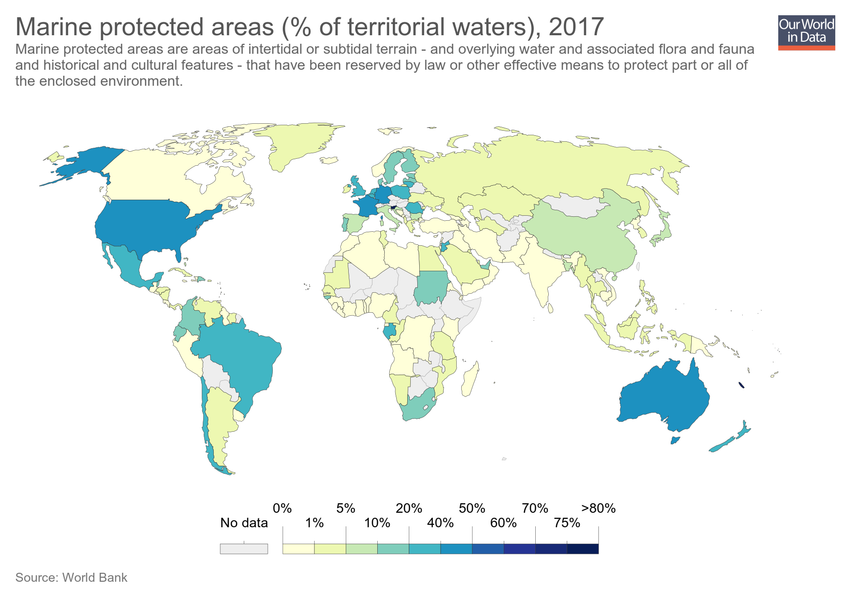 Marine protected areas (% of territorial waters), 2017
Our World
in Data
Marine protected areas are areas of intertidal or subtidal terrain - and overlying water and associated flora and fauna
and historical and cultural features - that have been reserved by law or other effective means to protect part or all of
the enclosed environment.
0% 5% 20% 50% 70% >80%
No data 1% 10% 40% 60% 75%
Source: World Bank